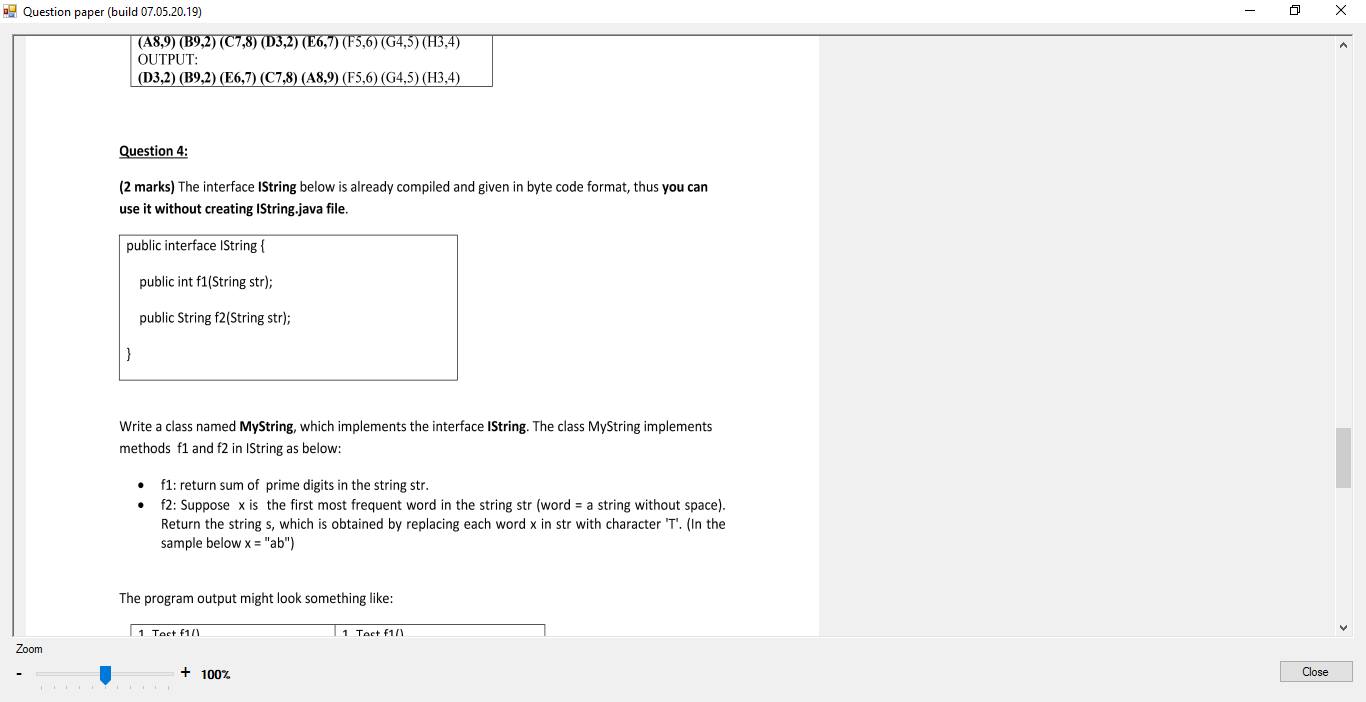 Question paper (build 07.05.20.19)
(A8,9) (B9,2) (C7,8) (D3,2) (E6,7) (F5,6) (G4,5) (H3,4)
OUTPUT:
(D3,2) (B9,2) (E6,7) (C7,8) (A8,9) (F5,6) (G4,5) (H3,4)
Question 4:
(2 marks) The interface IString below is already compiled and given in byte code format, thus you can
use it without creating IString.java file.
public interface IString {
public int f1(String str);
public String f2(String str);
}
Write a class named MyString, which implements the interface IString. The class MyString implements
methods f1 and f2 in IString as below:
• f1: return sum of prime digits in the string str.
• f2: Suppose x is the first most frequent word in the string str (word = a string without space).
Return the string s, which is obtained by replacing each word x in str with character 'T'. (In the
sample below x = "ab")
The program output might look something like:
1. Test f1() 1. Test f1()
Zoom
- + 100%
Close